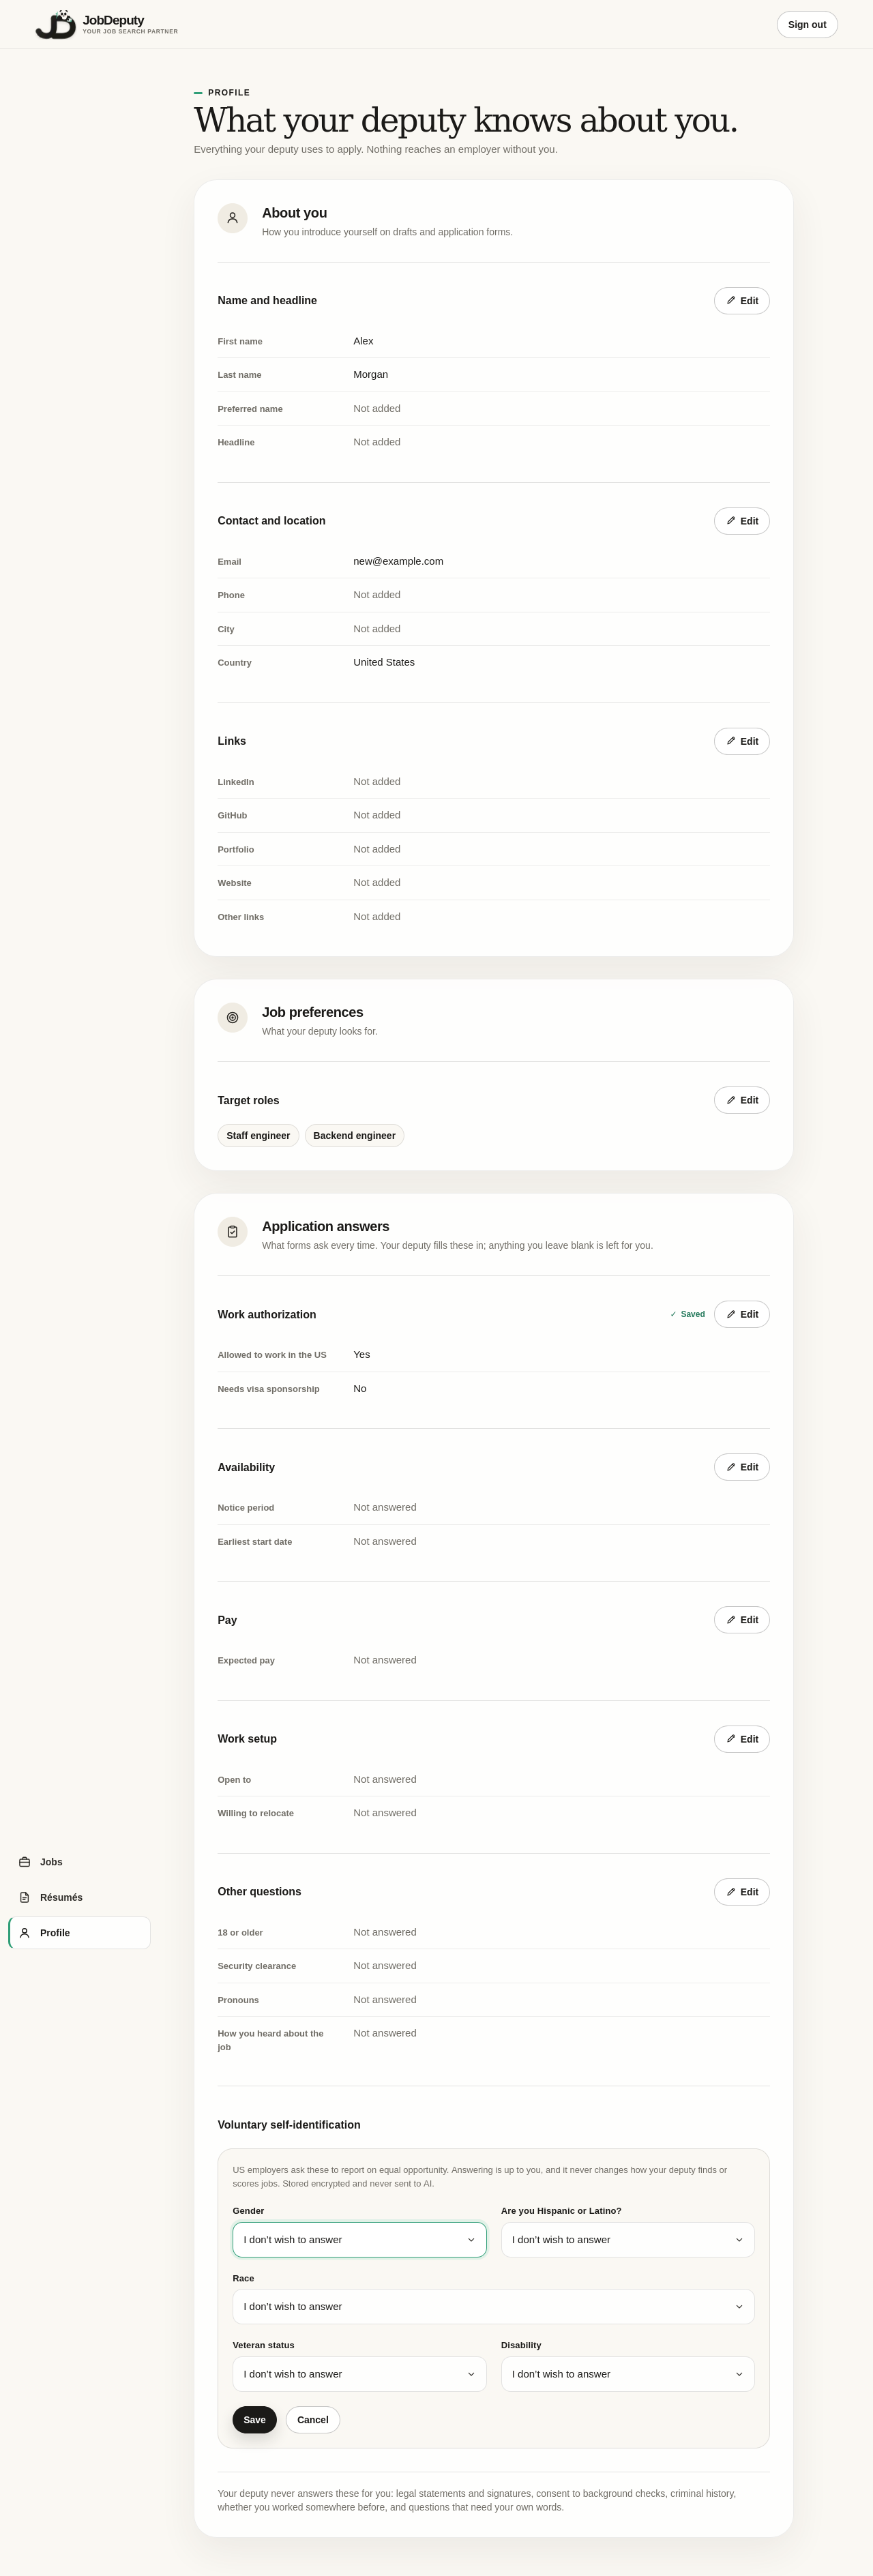 JobDeputy
YOUR JOB SEARCH PARTNER
Sign out
PROFILE
What your deputy knows about you.
Everything your deputy uses to apply. Nothing reaches an employer without you.
About you
How you introduce yourself on drafts and application forms.
Name and headline
Edit
First name Alex
Last name Morgan
Preferred name Not added
Headline Not added
Contact and location
Edit
Email new@example.com
Phone Not added
City Not added
Country United States
Links
Edit
LinkedIn Not added
GitHub Not added
Portfolio Not added
Website Not added
Other links Not added
Job preferences
What your deputy looks for.
Target roles
Edit
Staff engineer Backend engineer
Application answers
What forms ask every time. Your deputy fills these in; anything you leave blank is left for you.
Work authorization
✓ Saved
Edit
Allowed to work in the US Yes
Needs visa sponsorship No
Availability
Edit
Notice period Not answered
Earliest start date Not answered
Pay
Edit
Expected pay Not answered
Work setup
Edit
Open to Not answered
Willing to relocate Not answered
Jobs
Résumés
Profile
Other questions
Edit
18 or older Not answered
Security clearance Not answered
Pronouns Not answered
How you heard about the Not answered
job
Voluntary self-identification
US employers ask these to report on equal opportunity. Answering is up to you, and it never changes how your deputy finds or
scores jobs. Stored encrypted and never sent to AI.
Gender Are you Hispanic or Latino?
I don’t wish to answer I don’t wish to answer
Race
I don’t wish to answer
Veteran status Disability
I don’t wish to answer I don’t wish to answer
Save Cancel
Your deputy never answers these for you: legal statements and signatures, consent to background checks, criminal history,
whether you worked somewhere before, and questions that need your own words.